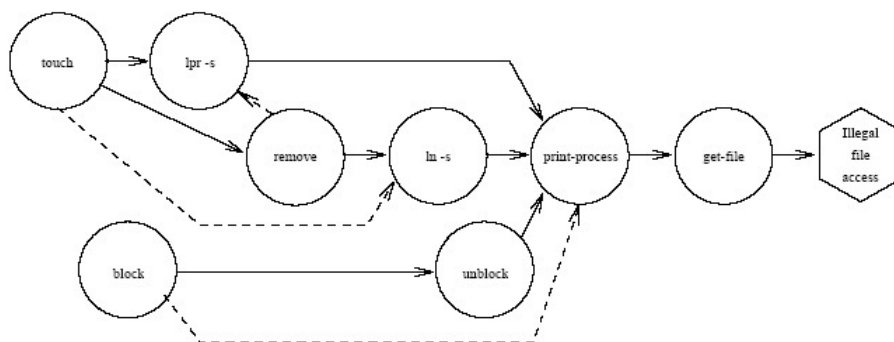 touch
lpr -s
remove
ln -s
print-process
get-file
Illegal
file
access
block
unblock